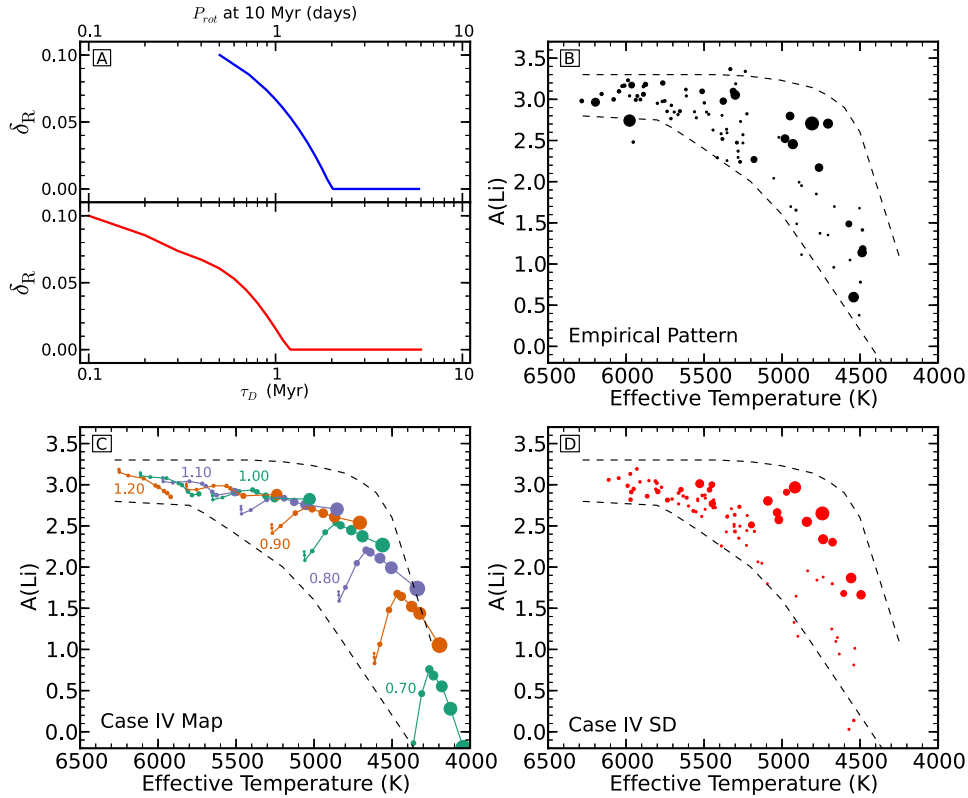 P_rot at 10 Myr (days)
0.1 1 10
A
0.10
0.05
0.00
δ_R
0.10
0.05
0.00
δ_R
0.1 1 10
τ_D (Myr)
B
3.5
3.0
2.5
2.0
1.5
1.0
0.5
0.0
A(Li)
Empirical Pattern
6500 6000 5500 5000 4500 4000
Effective Temperature (K)
C
3.5
3.0
2.5
2.0
1.5
1.0
0.5
0.0
A(Li)
1.20
1.10
1.00
0.90
0.80
0.70
Case IV Map
6500 6000 5500 5000 4500 4000
Effective Temperature (K)
D
3.5
3.0
2.5
2.0
1.5
1.0
0.5
0.0
A(Li)
Case IV SD
6500 6000 5500 5000 4500 4000
Effective Temperature (K)